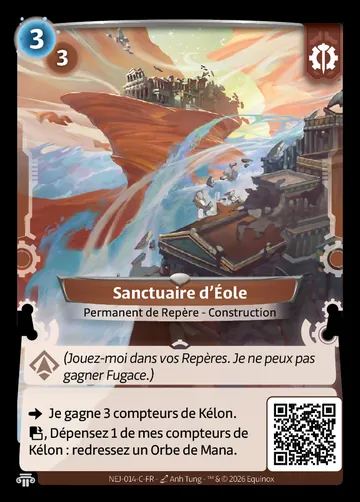 3
3
Sanctuaire d'Éole
Permanent de Repère - Construction
(Jouez-moi dans vos Repères. Je ne peux pas
gagner Fugace.)
Je gagne 3 compteurs de Kélon.
, Dépensez 1 de mes compteurs de
Kélon : redressez un Orbe de Mana.
NEJ-014-C-FR - Anh Tung - ™ & © 2026 Equinox